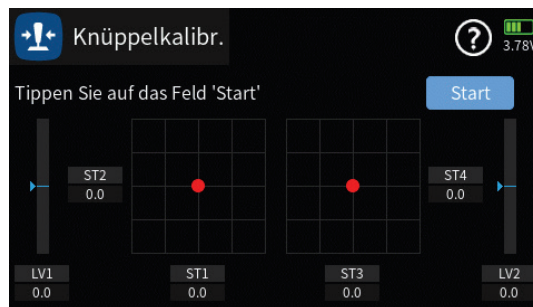 Knüppelkalibr.
?
3.78V
Tippen Sie auf das Feld 'Start'
Start
ST2
0.0
ST4
0.0
LV1
0.0
ST1
0.0
ST3
0.0
LV2
0.0